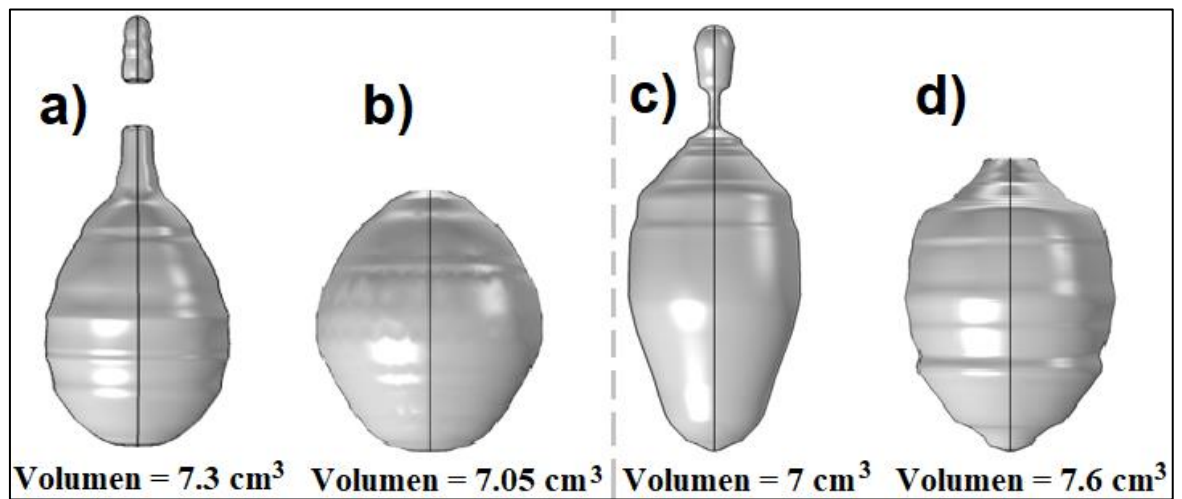 a)
b)
c)
d)
Volumen = 7.3 cm³
Volumen = 7.05 cm³
Volumen = 7 cm³
Volumen = 7.6 cm³